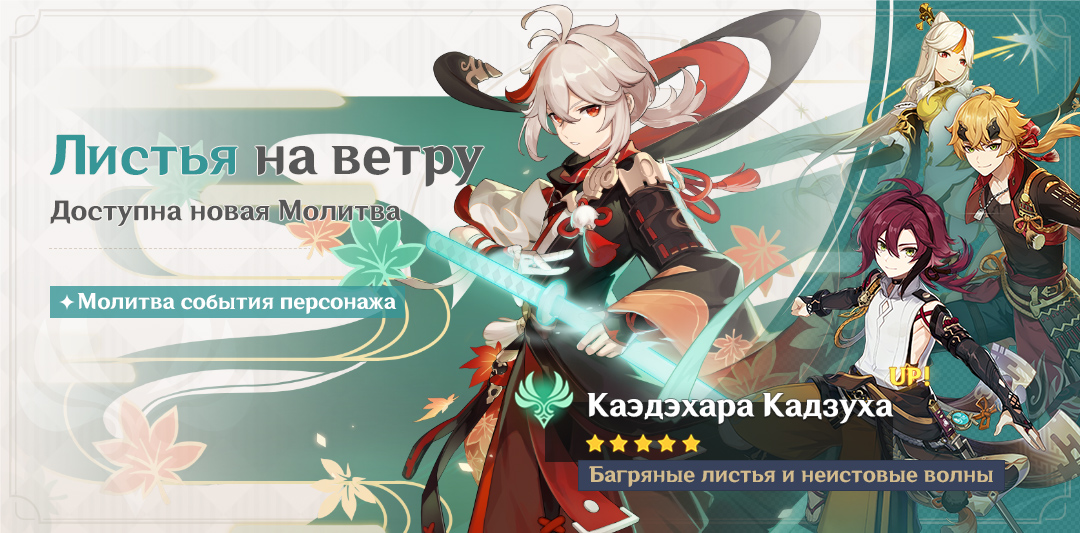 Листья на ветру
Доступна новая Молитва
Молитва события персонажа
UP!
Каэдэхара Кадзуха
Багряные листья и неистовые волны